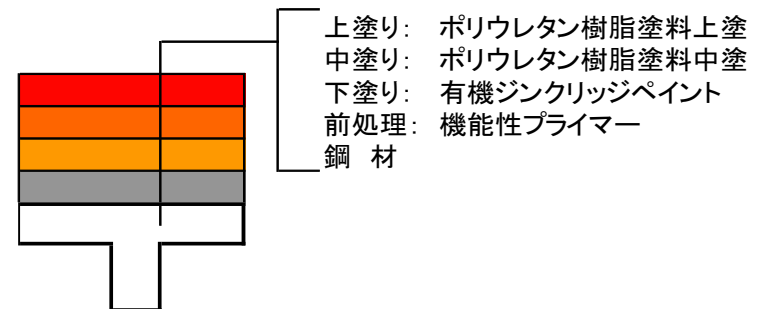 上塗り： ポリウレタン樹脂塗料上塗
中塗り： ポリウレタン樹脂塗料中塗
下塗り： 有機ジンクリッジペイント
前処理： 機能性プライマー
鋼　材